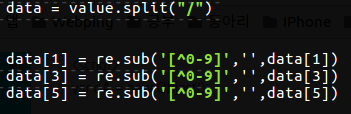 data = value.split("/")
data[1] = re.sub('[^0-9]','',data[1])
data[3] = re.sub('[^0-9]','',data[3])
data[5] = re.sub('[^0-9]','',data[5])